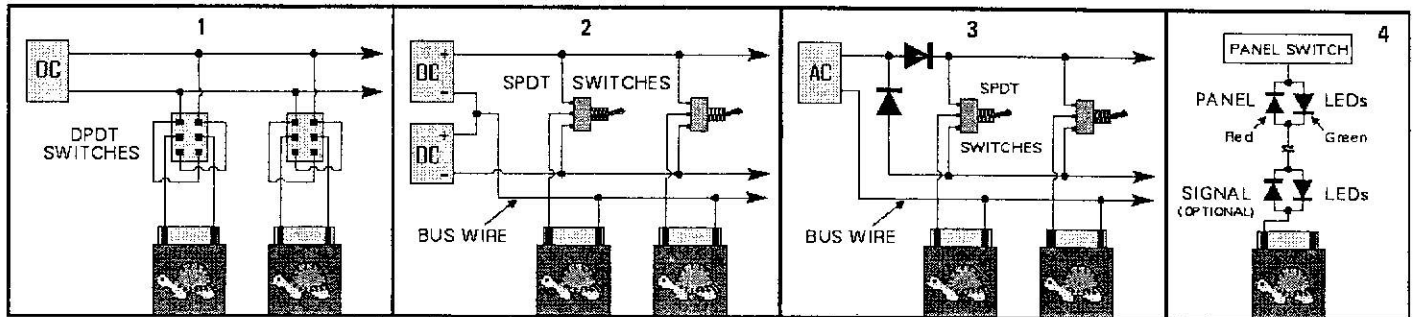 1
DC
DPDT
SWITCHES
2
DC
+
-
DC
+
-
SPDT SWITCHES
BUS WIRE
3
AC
SPDT
SWITCHES
BUS WIRE
4
PANEL SWITCH
PANEL LEDs
Red Green
SIGNAL LEDs
(OPTIONAL)